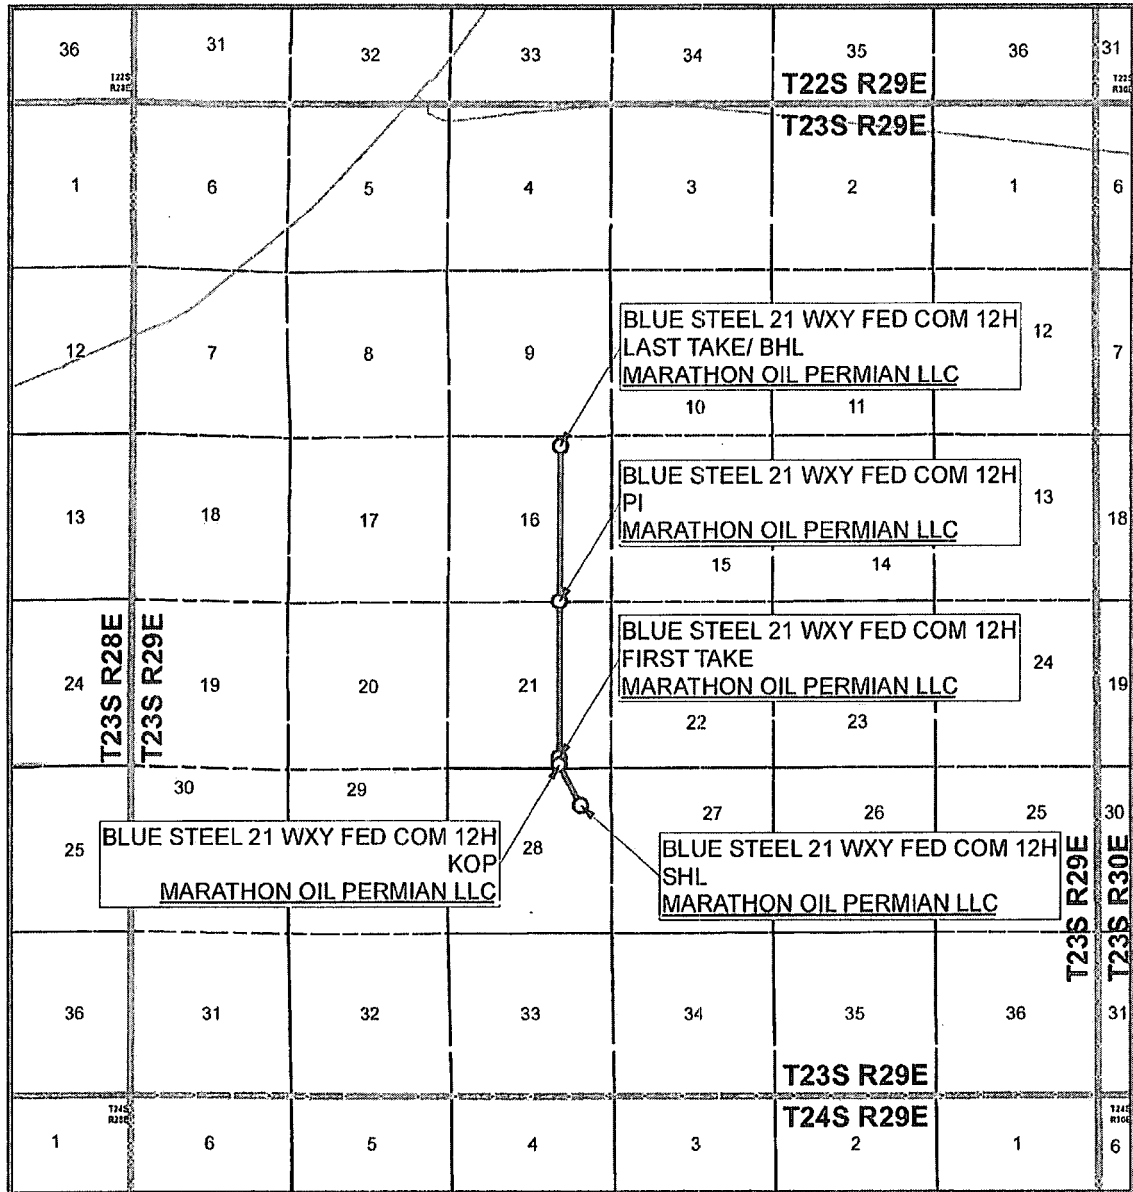 36 31 32 33 34 35 36 31
T22S R28E
T22S R29E
T23S R29E
1 6 5 4 3 2 1 6
BLUE STEEL 21 WXY FED COM 12H
LAST TAKE/ BHL
MARATHON OIL PERMIAN LLC
12 7 8 9 12 7
10 11
BLUE STEEL 21 WXY FED COM 12H
PI
MARATHON OIL PERMIAN LLC
13 18 17 16 13 18
15 14
BLUE STEEL 21 WXY FED COM 12H
FIRST TAKE
MARATHON OIL PERMIAN LLC
T23S R28E
T23S R29E
24 19 20 21 24 19
22 23
30 29
27 26 25 30
BLUE STEEL 21 WXY FED COM 12H
KOP
MARATHON OIL PERMIAN LLC
25 28
BLUE STEEL 21 WXY FED COM 12H
SHL
MARATHON OIL PERMIAN LLC
T23S R29E
T23S R30E
36 31 32 33 34 35 36 31
T23S R29E
T24S R29E
T24S R28E
1 6 5 4 3 2 1 6